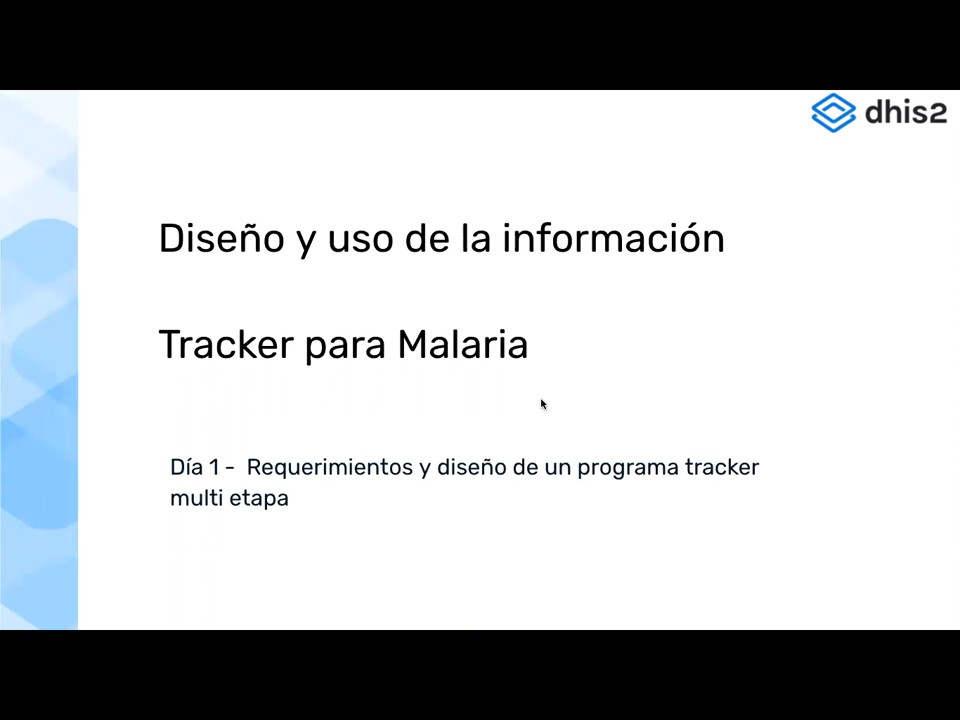 dhis2
Diseño y uso de la información
Tracker para Malaria
Día 1 - Requerimientos y diseño de un programa tracker
multi etapa